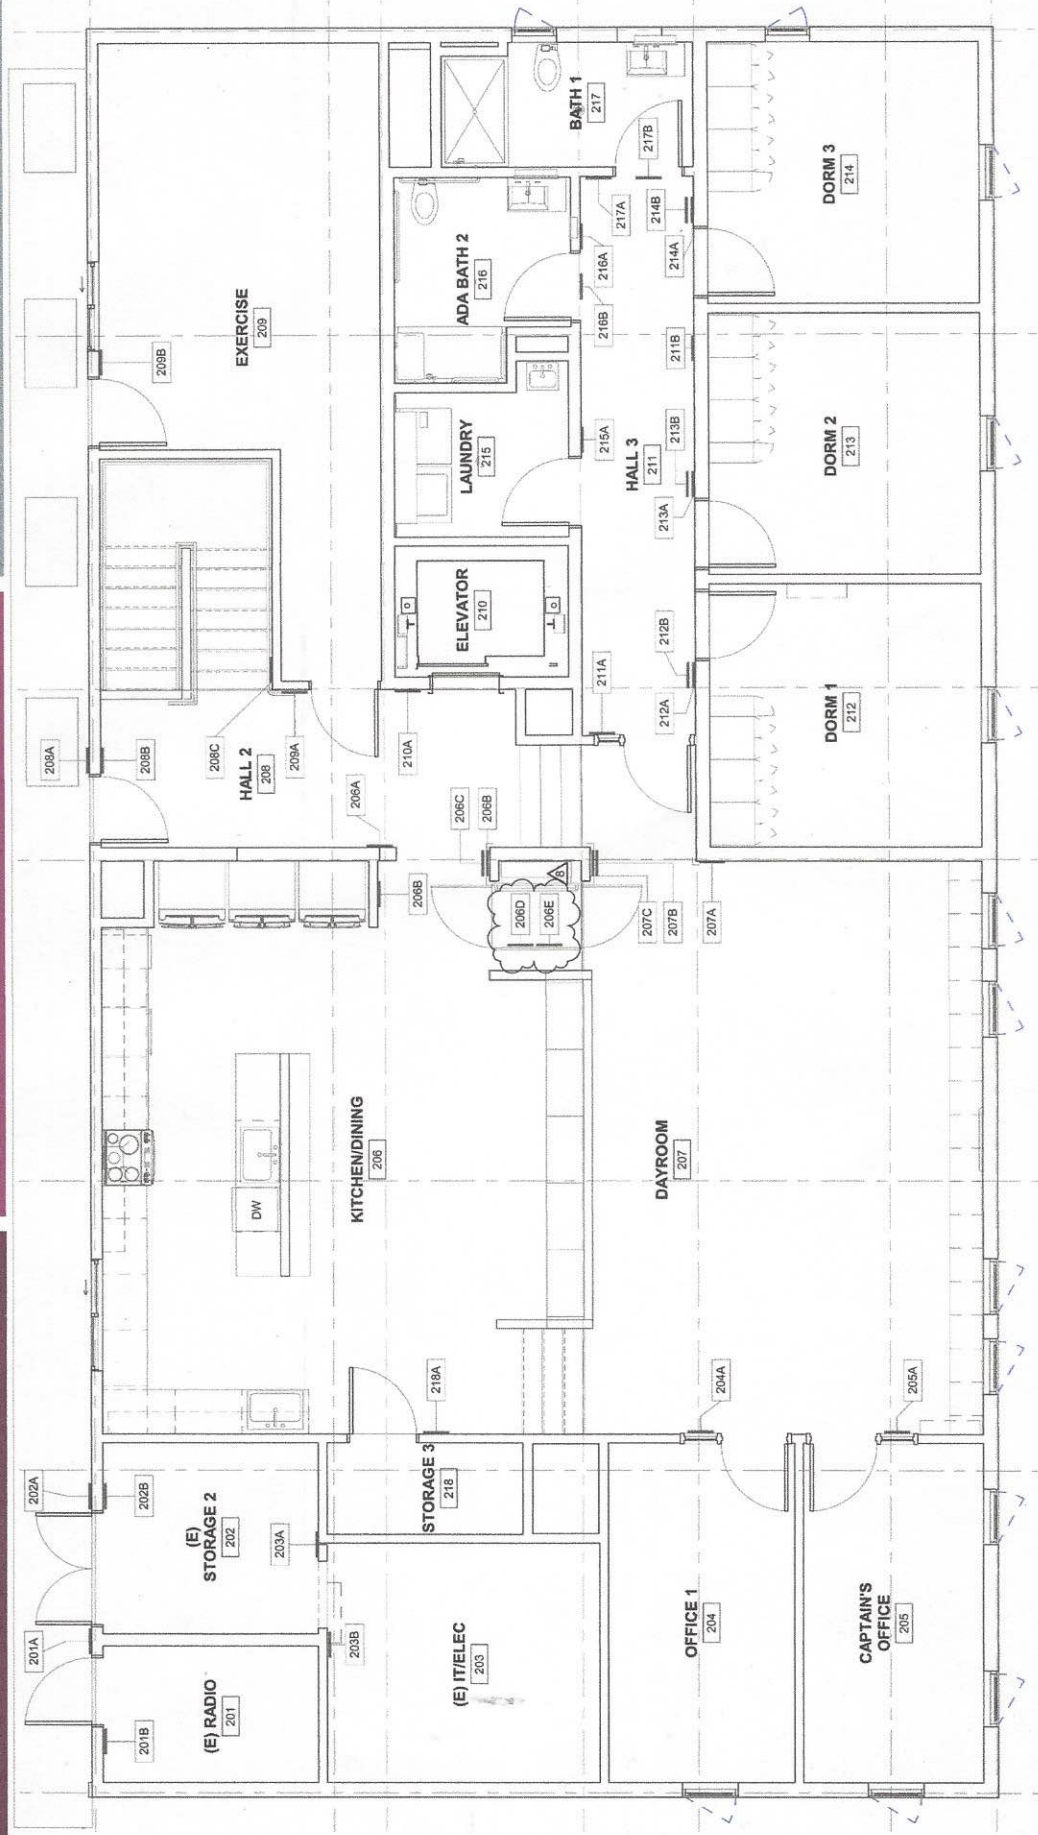 201A
202A
208A
201B
202B
208B
209B
(E) RADIO
201
(E)
STORAGE 2
202
208C
HALL 2
208
EXERCISE
209
DW
203A
209A
203B
206A
KITCHEN/DINING
206
206B
210A
218A
STORAGE 3
218
(E) IT/ELEC
203
206C
206B
ELEVATOR
210
LAUNDRY
215
ADA BATH 2
216
BATH 1
217
206D
206E
8
211A
215A
216B
216A
217A
217B
HALL 3
211
207C
207B
207A
DAYROOM
207
212A
212B
213A
213B
211B
214A
214B
OFFICE 1
204
204A
DORM 1
212
DORM 2
213
DORM 3
214
CAPTAIN'S
OFFICE
205
205A